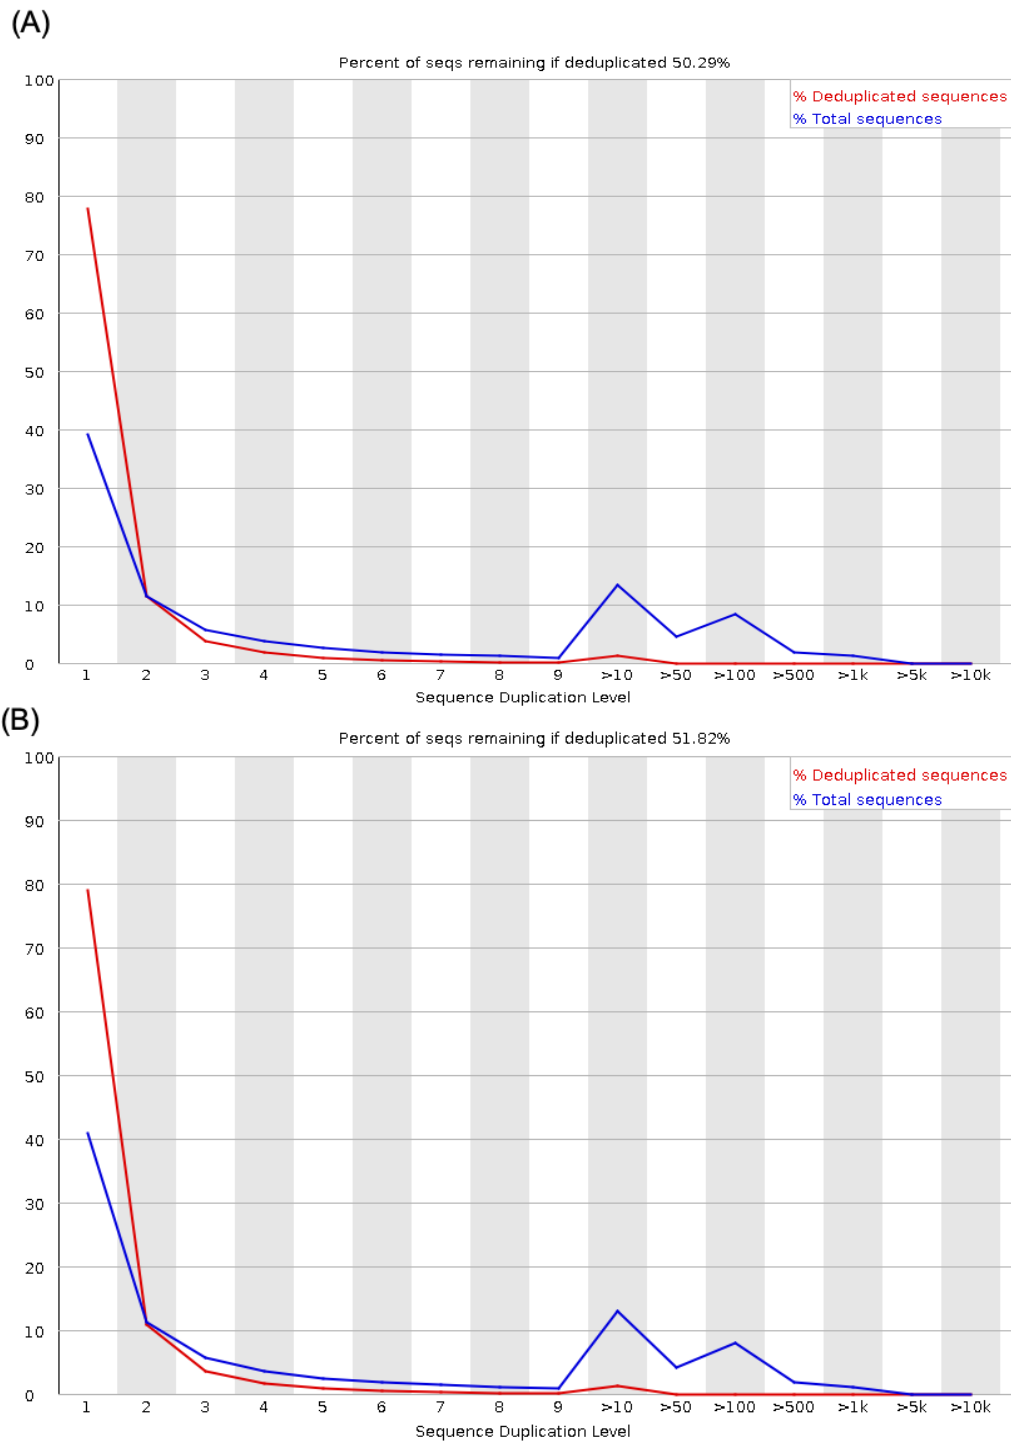 (A)
Percent of seqs remaining if deduplicated 50.29%
% Deduplicated sequences
% Total sequences
100
90
80
70
60
50
40
30
20
10
0
1 2 3 4 5 6 7 8 9 >10 >50 >100 >500 >1k >5k >10k
Sequence Duplication Level
(B)
Percent of seqs remaining if deduplicated 51.82%
% Deduplicated sequences
% Total sequences
100
90
80
70
60
50
40
30
20
10
0
1 2 3 4 5 6 7 8 9 >10 >50 >100 >500 >1k >5k >10k
Sequence Duplication Level